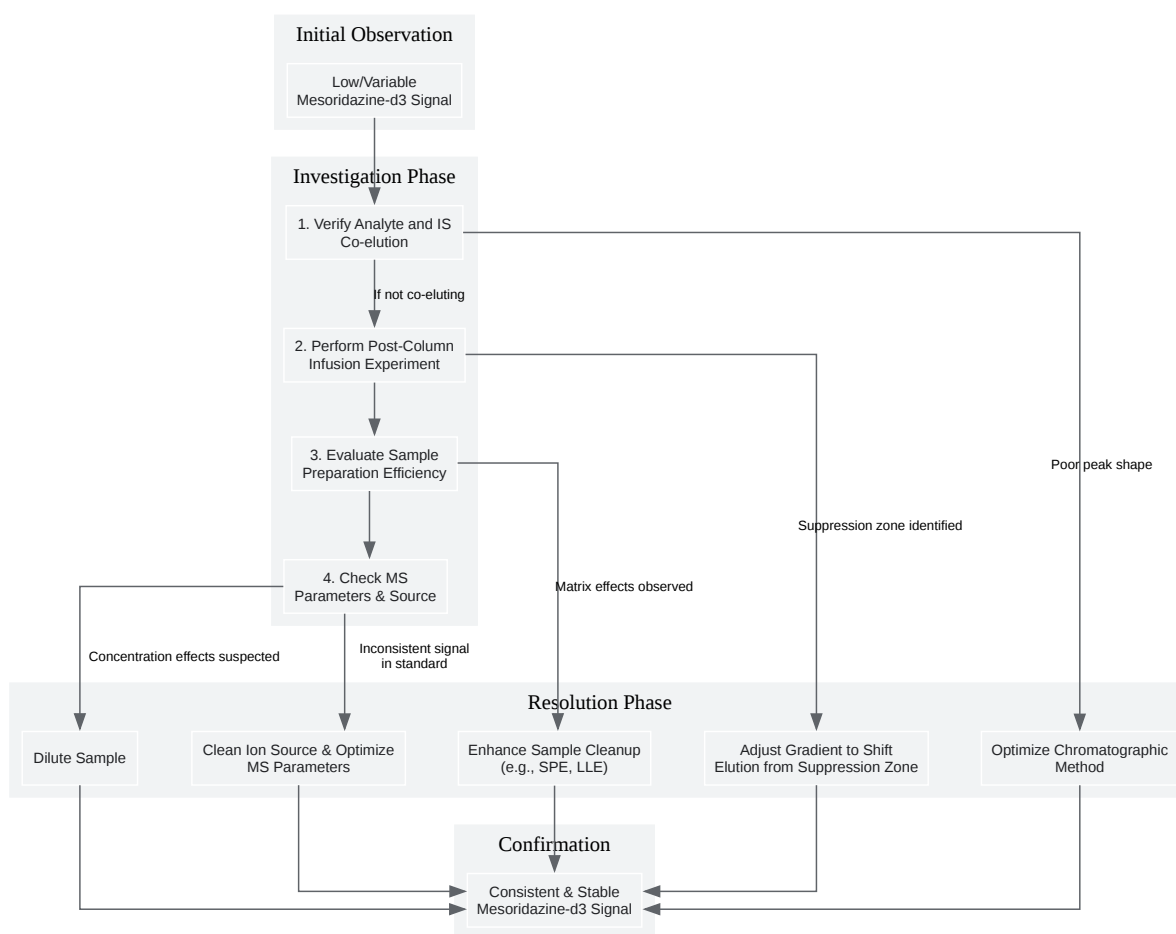 Initial Observation
Low/Variable
Mesoridazine-d3 Signal
Investigation Phase
1. Verify Analyte and IS
Co-elution
If not co-eluting
2. Perform Post-Column
Infusion Experiment
3. Evaluate Sample
Preparation Efficiency
Poor peak shape
Suppression zone identified
4. Check MS
Parameters & Source
Matrix effects observed
Concentration effects suspected
Inconsistent signal
in standard
Resolution Phase
Dilute Sample
Clean Ion Source & Optimize
MS Parameters
Enhance Sample Cleanup
(e.g., SPE, LLE)
Adjust Gradient to Shift
Elution from Suppression Zone
Optimize Chromatographic
Method
Confirmation
Consistent & Stable
Mesoridazine-d3 Signal